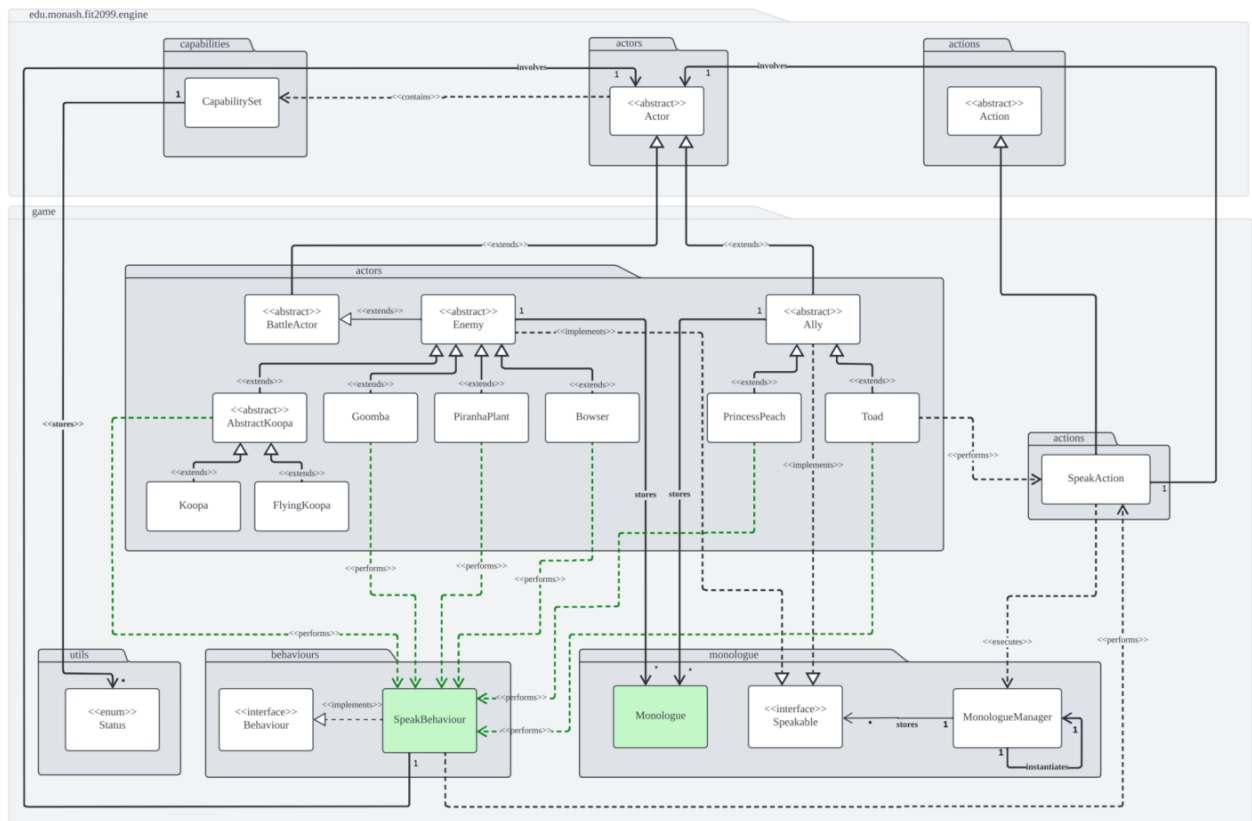 edu.monash.fit2099.engine
capabilities
actors
actions
involves
involves
1
1
1
CapabilitySet
<<contains>>
<<abstract>>
Actor
<<abstract>>
Action
game
<<extends>>
<<extends>>
actors
<<abstract>>
BattleActor
<<extends>>
<<abstract>>
Enemy
1
<<implements>>
1
<<abstract>>
Ally
<<extends>>
<<extends>>
<<extends>>
<<extends>>
<<extends>>
<<extends>>
<<abstract>>
AbstractKoopa
Goomba
PiranhaPlant
Bowser
PrincessPeach
Toad
<<stores>>
actions
<<performs>>
<<implements>>
<<extends>>
<<extends>>
SpeakAction
1
Koopa
FlyingKoopa
stores
stores
<<performs>>
<<performs>>
<<performs>>
<<performs>>
<<executes>>
<<performs>>
utils
behaviours
monologue
*
*
*
<<enum>>
Status
<<interface>>
Behaviour
<<implements>>
SpeakBehaviour
<<performs>>
<<performs>>
Monologue
<<interface>>
Speakable
*
stores
1
MonologueManager
1
1
instantiates
1